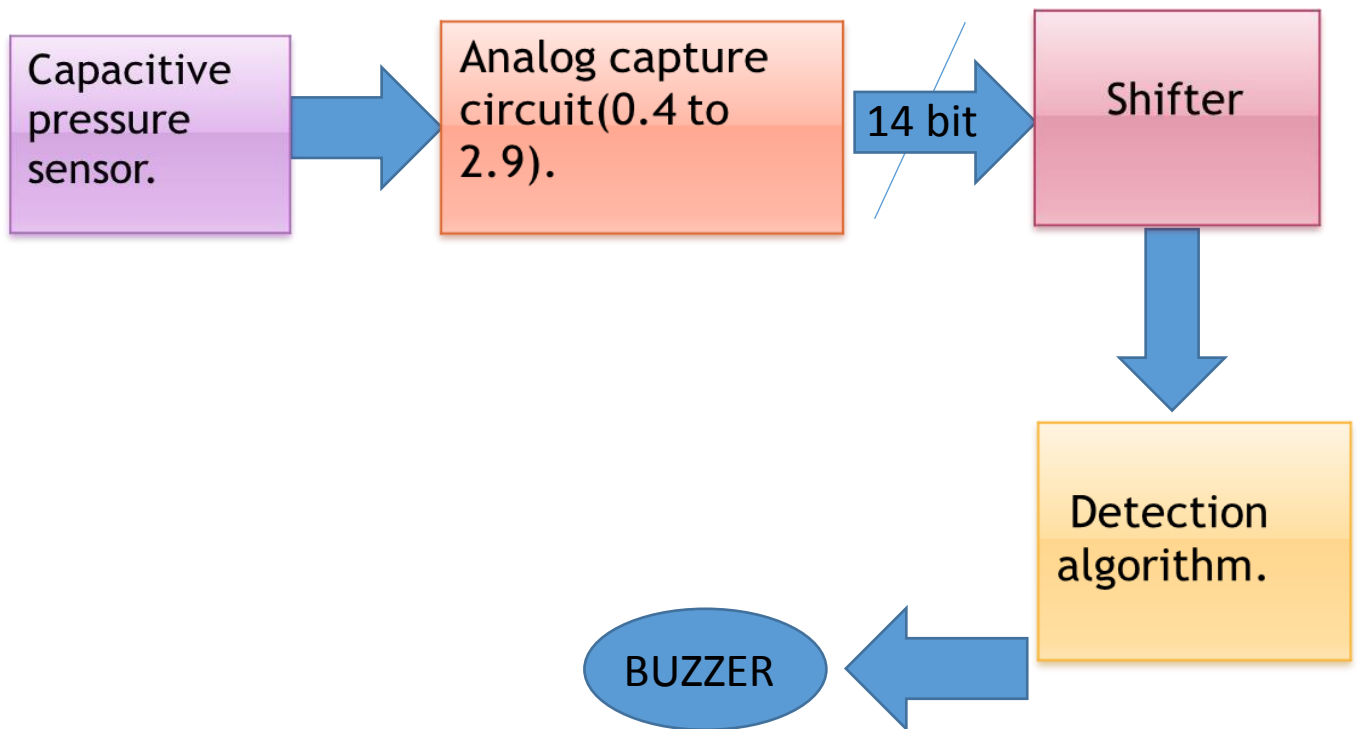 Capacitive
pressure
sensor.
Analog capture
circuit(0.4 to
2.9).
14 bit
Shifter
Detection
algorithm.
BUZZER